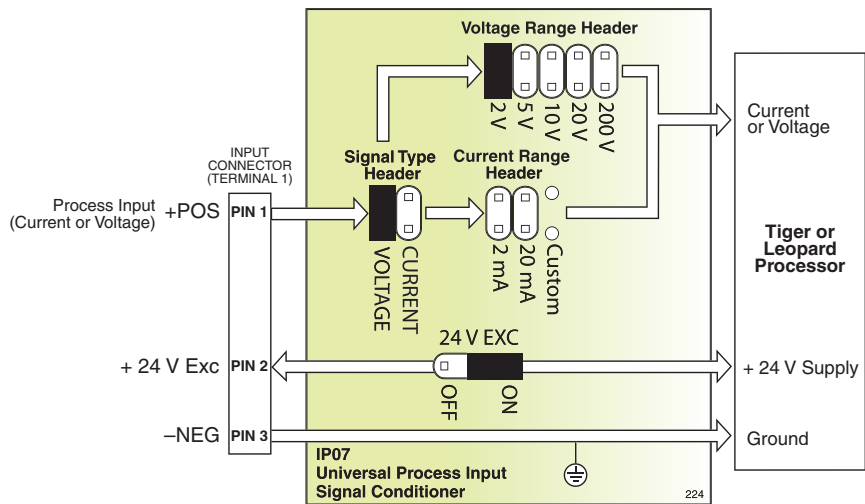 Voltage Range Header
2 V
5 V
10 V
20 V
200 V
Current
or Voltage
INPUT
CONNECTOR
(TERMINAL 1)
Signal Type
Header
Current Range
Header
Process Input
(Current or Voltage)
+POS
PIN 1
VOLTAGE
CURRENT
2 mA
20 mA
Custom
Tiger or
Leopard
Processor
24 V EXC
+ 24 V Exc
PIN 2
OFF
ON
+ 24 V Supply
–NEG
PIN 3
Ground
IP07
Universal Process Input
Signal Conditioner
224